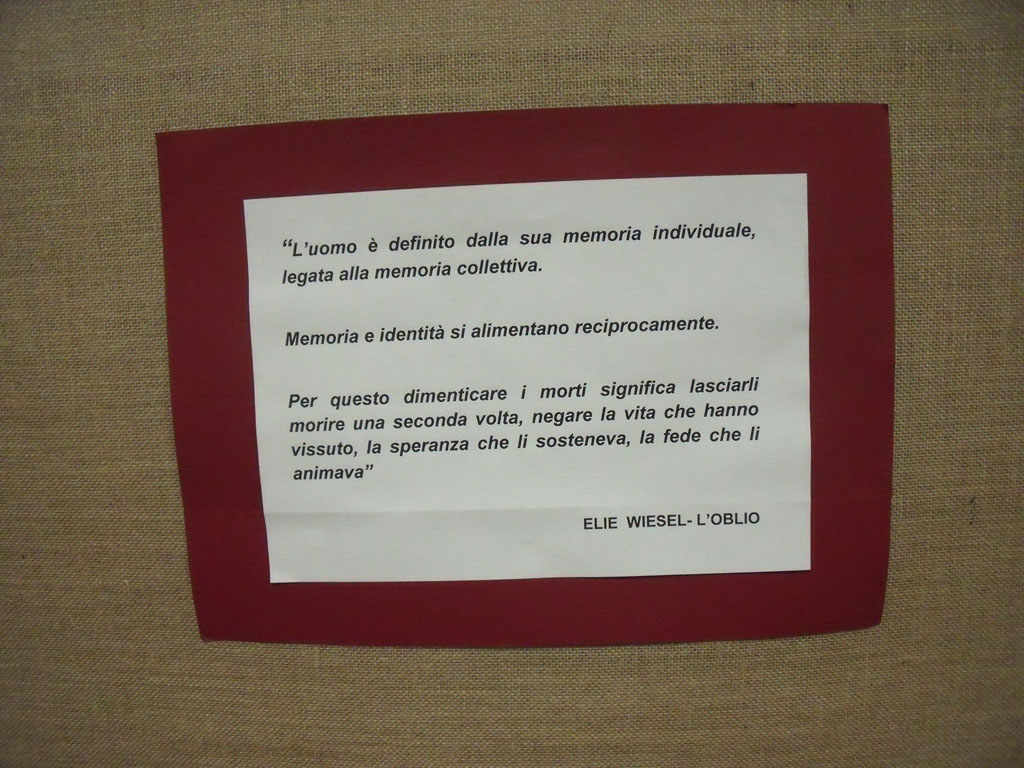 “L’uomo è definito dalla sua memoria individuale,
legata alla memoria collettiva.
Memoria e identità si alimentano reciprocamente.
Per questo dimenticare i morti significa lasciarli
morire una seconda volta, negare la vita che hanno
vissuto, la speranza che li sosteneva, la fede che li
animava”
ELIE WIESEL- L’OBLIO